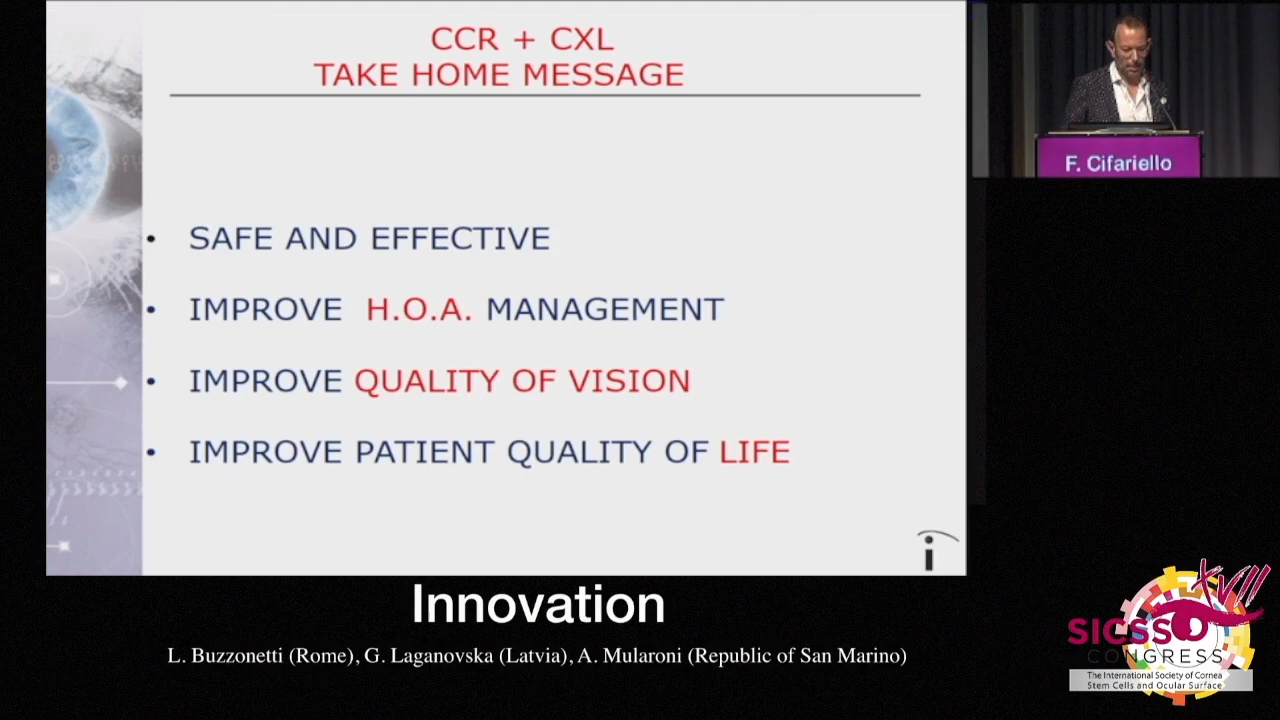 CCR + CXL
TAKE HOME MESSAGE
• SAFE AND EFFECTIVE
• IMPROVE H.O.A. MANAGEMENT
• IMPROVE QUALITY OF VISION
• IMPROVE PATIENT QUALITY OF LIFE
i
F. Cifariello
Innovation
L. Buzzonetti (Rome), G. Laganovska (Latvia), A. Mularoni (Republic of San Marino)
XVII
SICSSO
CONGRESS
The International Society of Cornea
Stem Cells and Ocular Surface